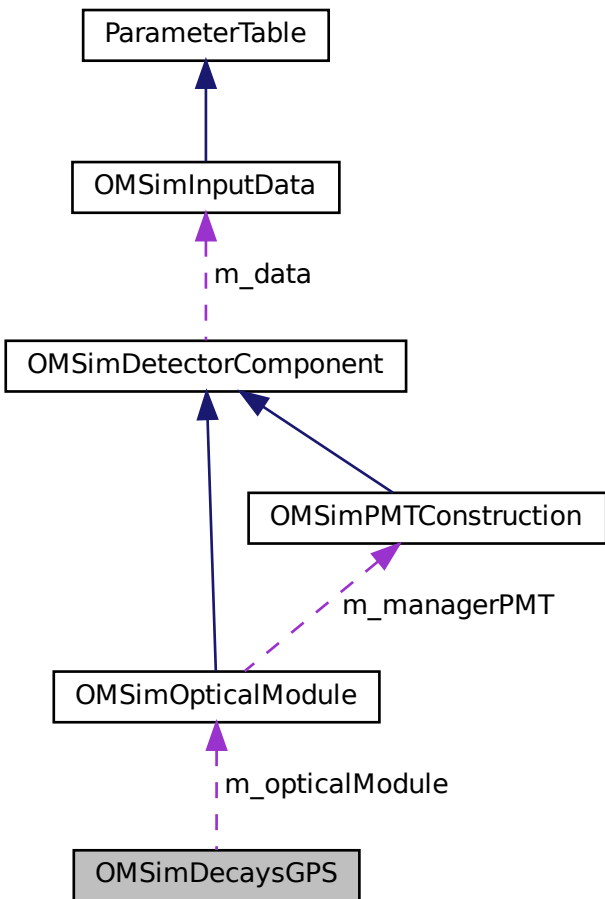 ParameterTable
OMSimInputData
m_data
OMSimDetectorComponent
OMSimPMTConstruction
m_managerPMT
OMSimOpticalModule
m_opticalModule
OMSimDecaysGPS